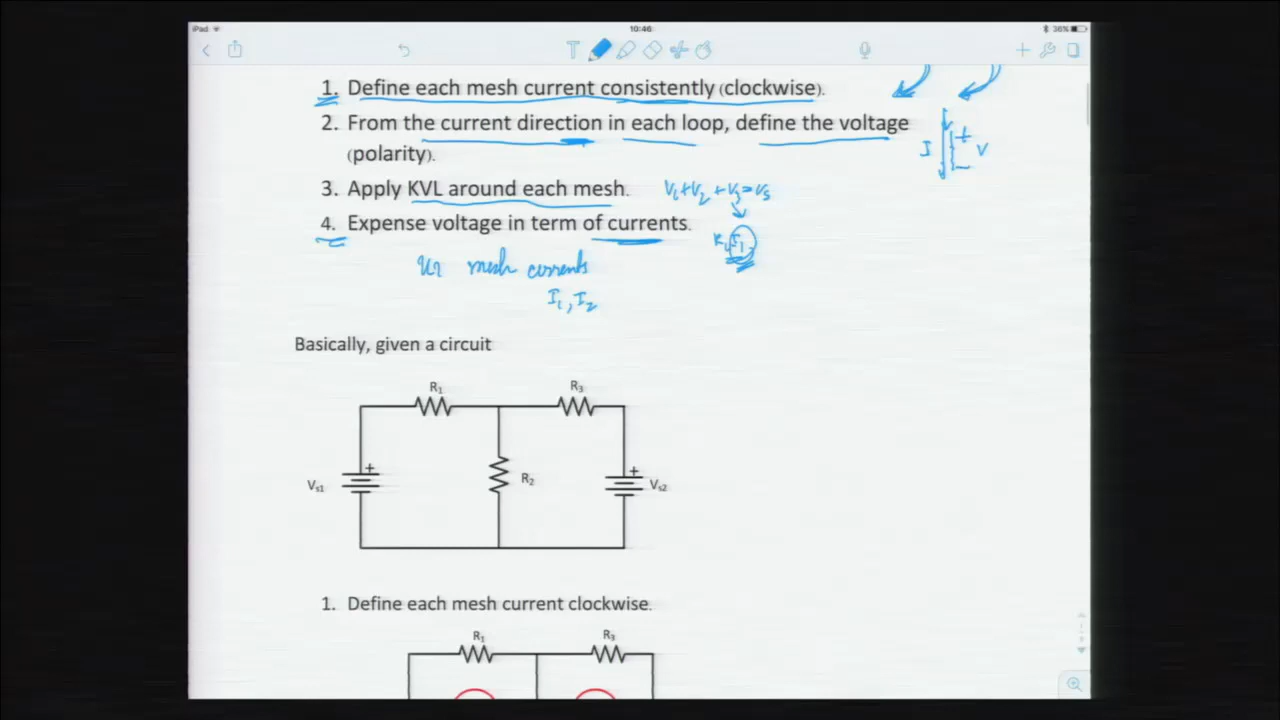 iPad
10:46
36%
T
1. Define each mesh current consistently (clockwise).
2. From the current direction in each loop, define the voltage
(polarity).
I + V
-
3. Apply KVL around each mesh. V1+V2 +V3=Vs
4. Expense voltage in term of currents.
mesh currents
I1, I2
Basically, given a circuit
R1 R3
+ +
Vs1 R2 Vs2
1. Define each mesh current clockwise.
R1 R3